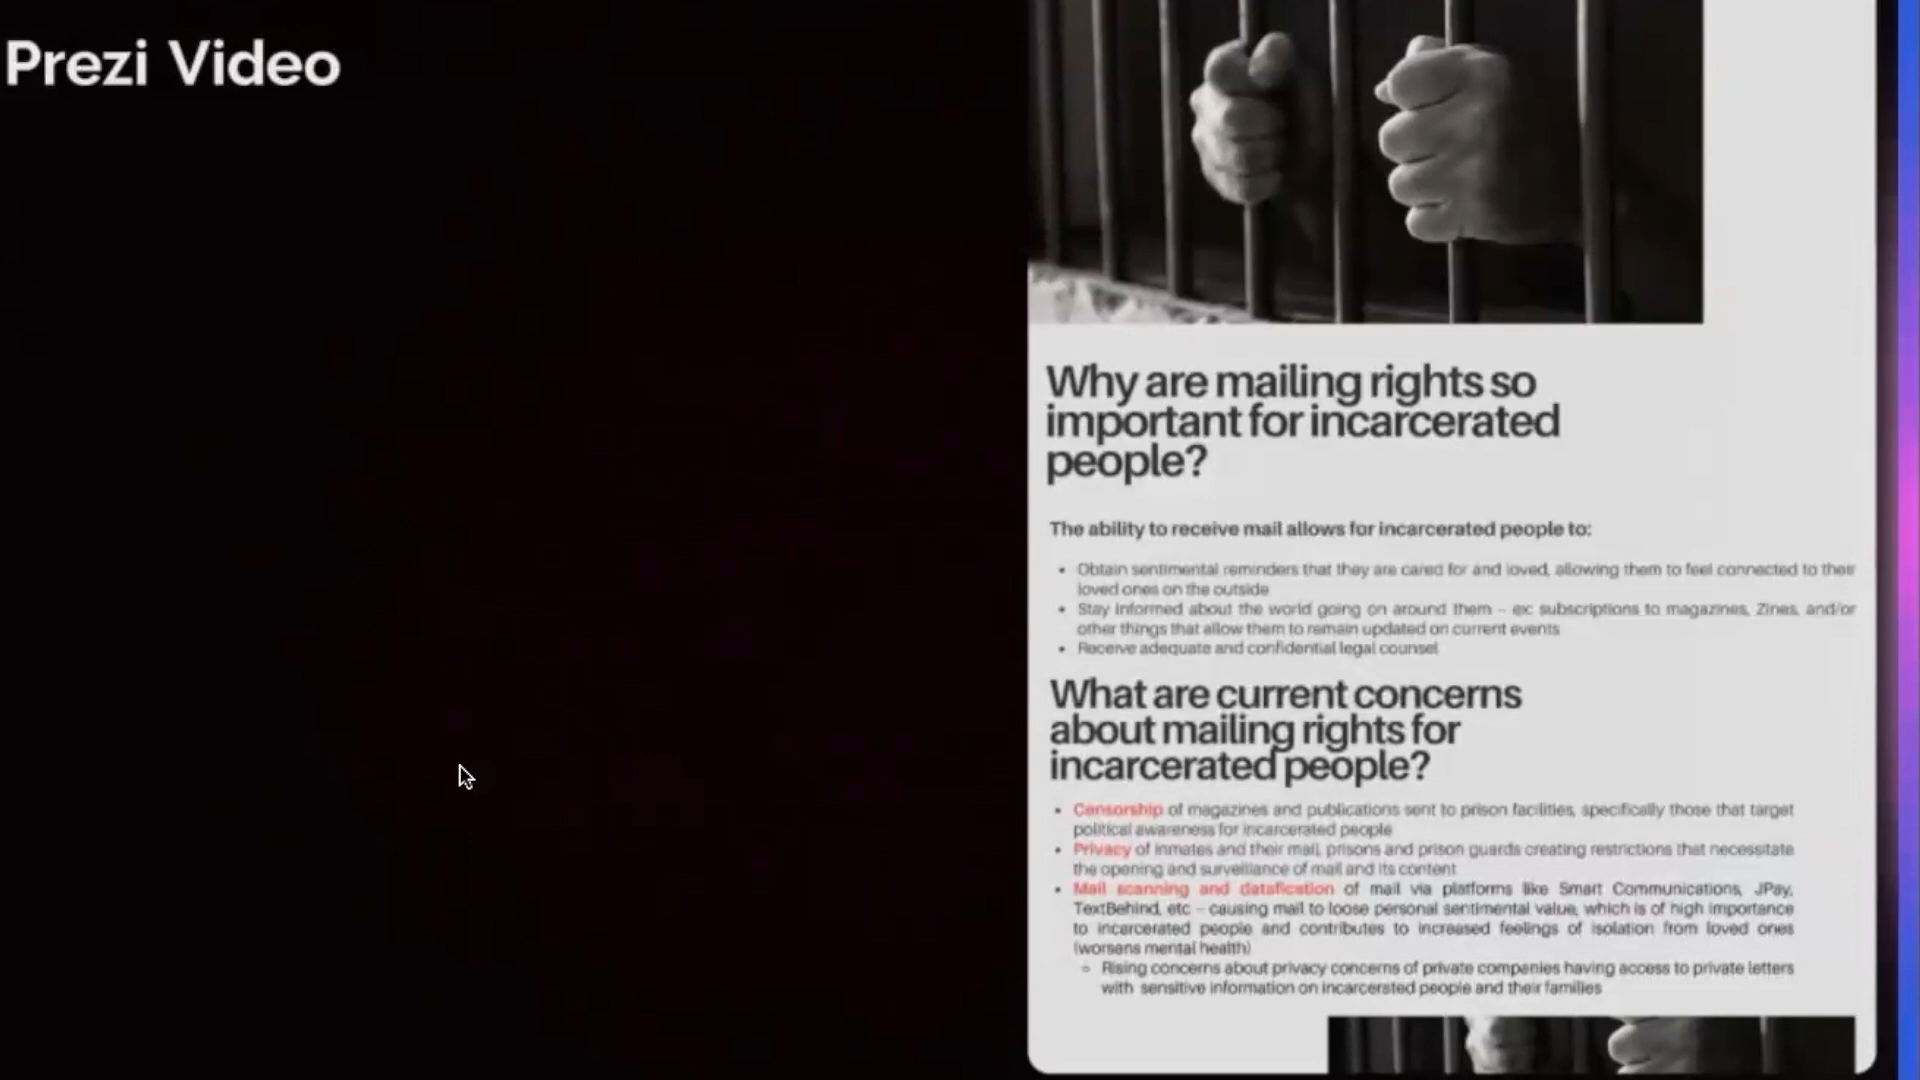 Prezi Video
Why are mailing rights so
important for incarcerated
people?
The ability to receive mail allows for incarcerated people to:
• Obtain sentimental reminders that they are cared for and loved, allowing them to feel connected to their
loved ones on the outside
• Stay informed about the world going on around them - ex: subscriptions to magazines, Zines, and/or
other things that allow them to remain updated on current events
• Receive adequate and confidential legal counsel
What are current concerns
about mailing rights for
incarcerated people?
• Censorship of magazines and publications sent to prison facilities, specifically those that target
political awareness for incarcerated people
• Privacy of inmates and their mail, prisons and prison guards creating restrictions that necessitate
the opening and surveillance of mail and its content
• Mail scanning and datafication of mail via platforms like Smart Communications, JPay,
TextBehind, etc - causing mail to loose personal sentimental value, which is of high importance
to incarcerated people and contributes to increased feelings of isolation from loved ones
(worsens mental health)
○ Rising concerns about privacy concerns of private companies having access to private letters
with sensitive information on incarcersted people and their families